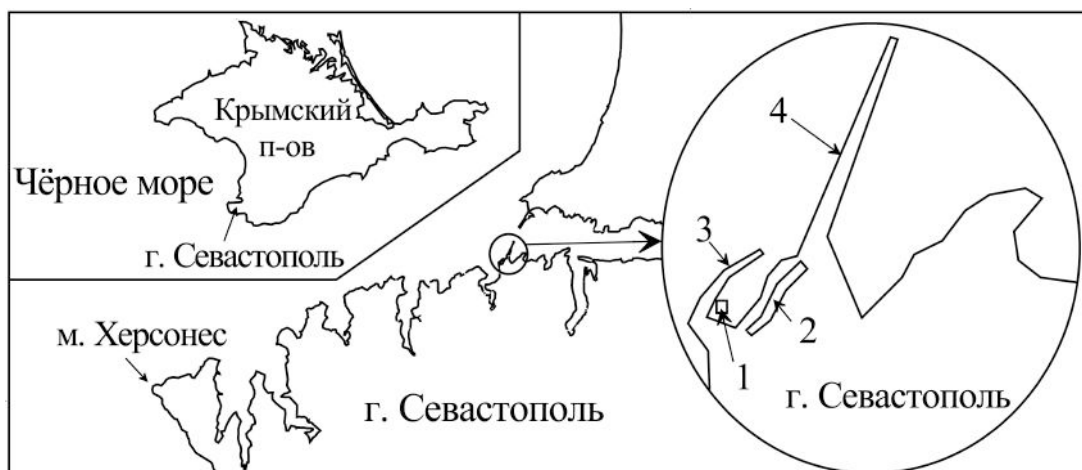 Крымский
п-ов
Чёрное море
г. Севастополь
м. Херсонес
г. Севастополь
4
3
2
1
г. Севастополь